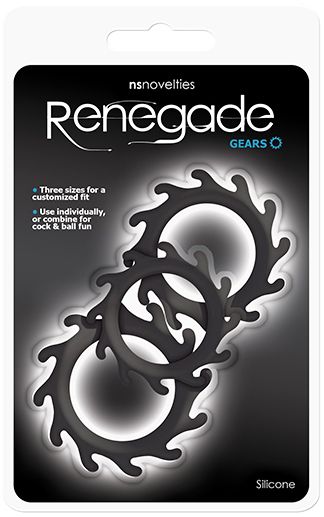 nsnovelties
Renegade
GEARS
Three sizes for a
customized fit
Use individually,
or combine for
cock & ball fun
Silicone